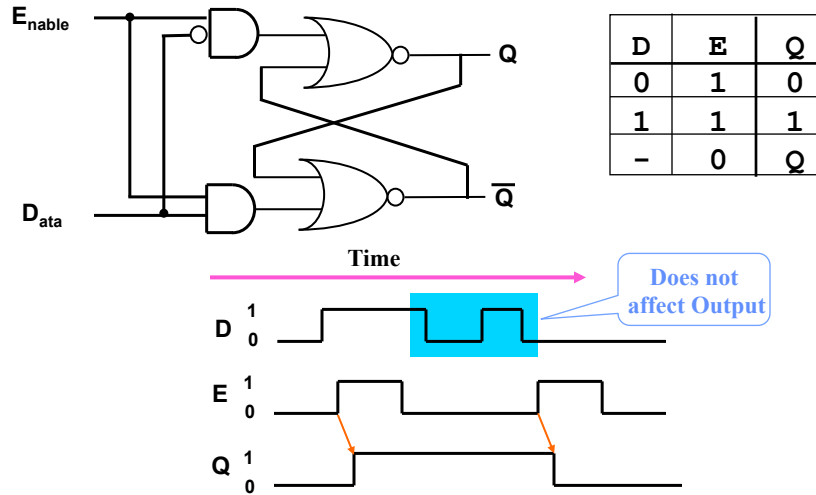 Enable
Q
Q̅
Data
D E Q
0 1 0
1 1 1
- 0 Q
Time
Does not
affect Output
D 1
0
E 1
0
Q 1
0